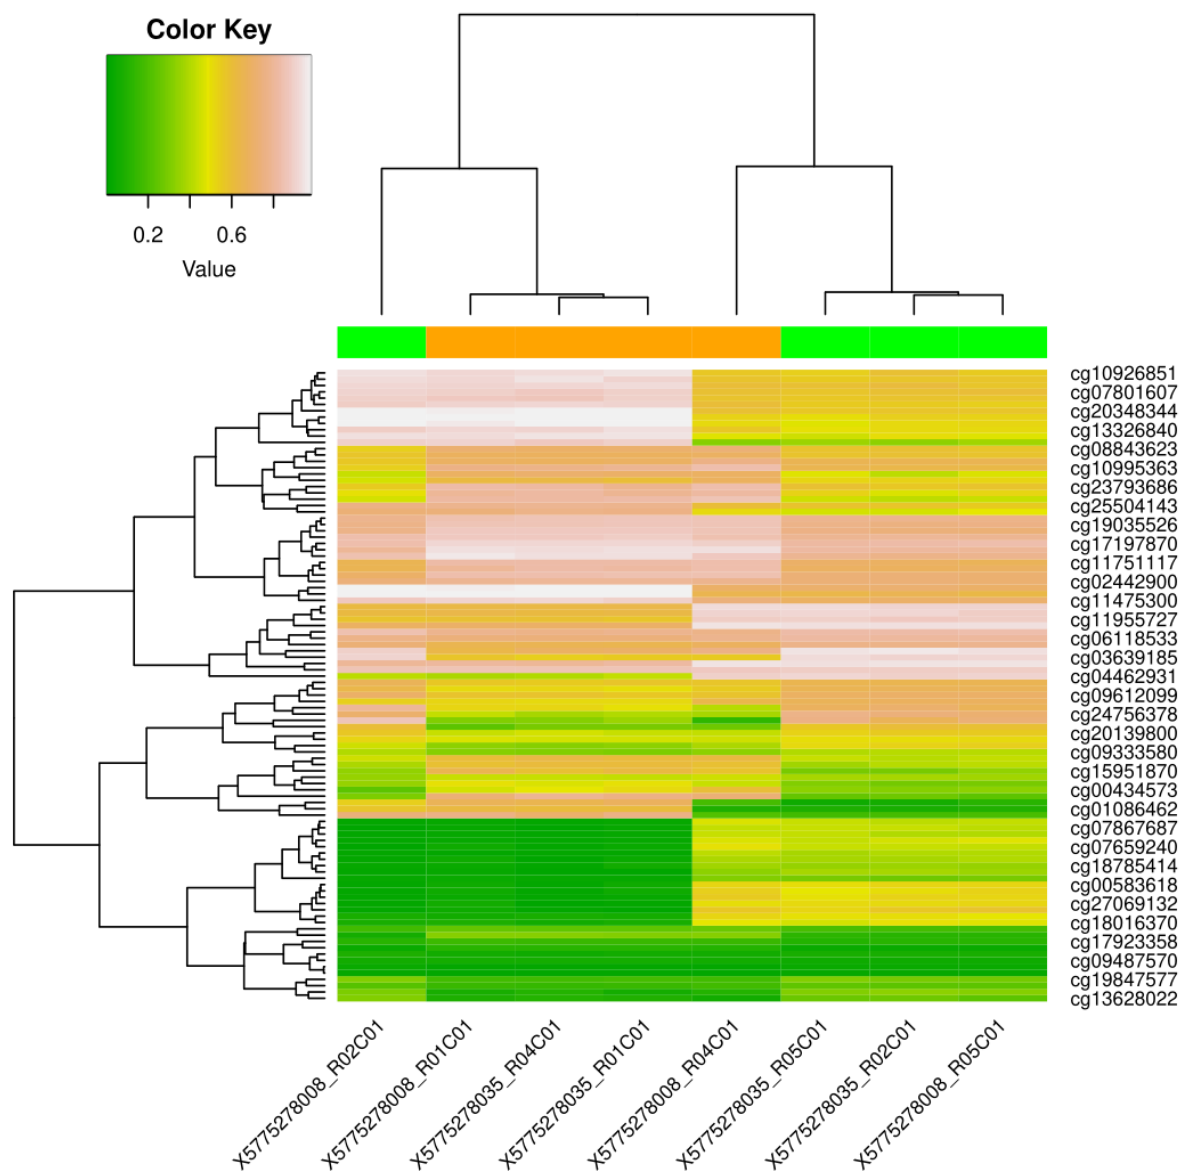 Color Key
0.2 0.6
Value
cg10926851
cg07801607
cg20348344
cg13326840
cg08843623
cg10995363
cg23793686
cg25504143
cg19035526
cg17197870
cg11751117
cg02442900
cg11475300
cg11955727
cg06118533
cg03639185
cg04462931
cg09612099
cg24756378
cg20139800
cg09333580
cg15951870
cg00434573
cg01086462
cg07867687
cg07659240
cg18785414
cg00583618
cg27069132
cg18016370
cg17923358
cg09487570
cg19847577
cg13628022
X5775278008_R02C01
X5775278008_R01C01
X5775278035_R04C01
X5775278035_R01C01
X5775278008_R04C01
X5775278035_R05C01
X5775278035_R02C01
X5775278008_R05C01